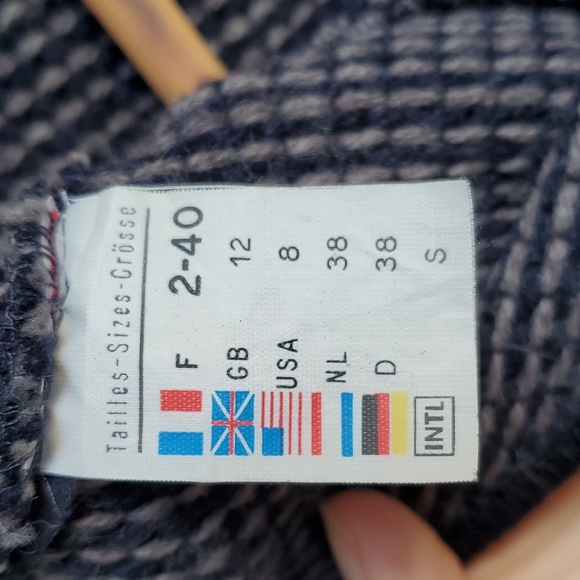 Tailles-Sizes-Grösse
F 2-40
GB 12
USA 8
NL 38
D 38
INTL S